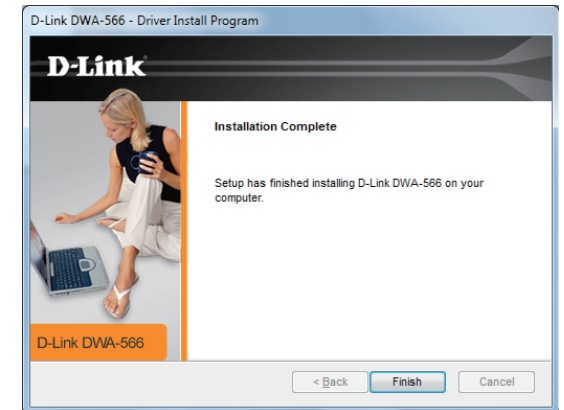 D-Link DWA-566 - Driver Install Program
D-Link
Installation Complete
Setup has finished installing D-Link DWA-566 on your
computer.
D-Link DWA-566
< Back
Finish
Cancel